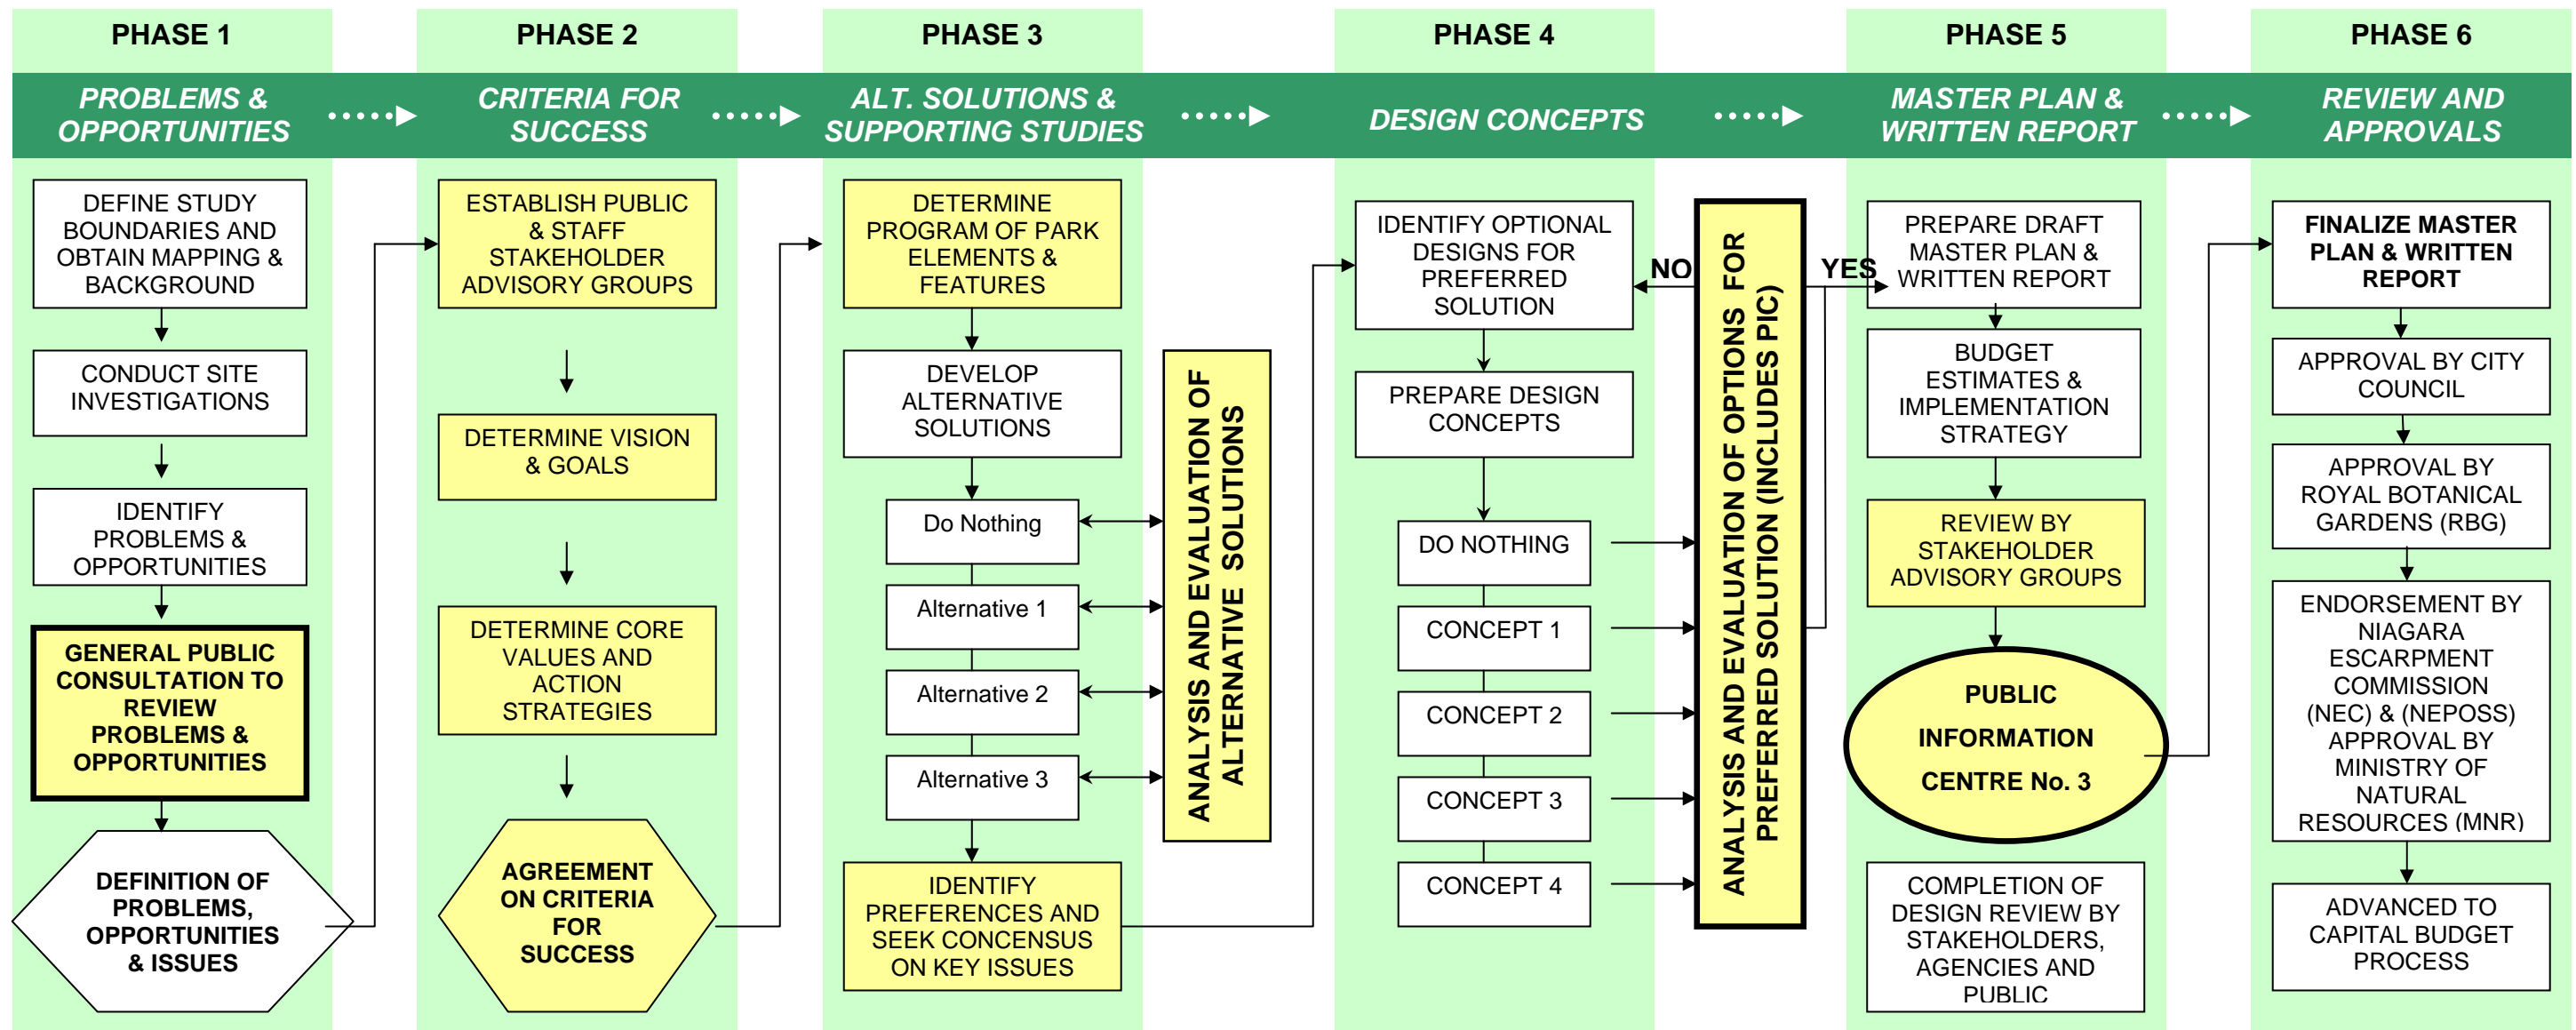 PHASE 1
PROBLEMS &
OPPORTUNITIES
DEFINE STUDY
BOUNDARIES AND
OBTAIN MAPPING &
BACKGROUND
CONDUCT SITE
INVESTIGATIONS
IDENTIFY
PROBLEMS &
OPPORTUNITIES
GENERAL PUBLIC
CONSULTATION TO
REVIEW
PROBLEMS &
OPPORTUNITIES
DEFINITION OF
PROBLEMS,
OPPORTUNITIES
& ISSUES
PHASE 2
CRITERIA FOR
SUCCESS
ESTABLISH PUBLIC
& STAFF
STAKEHOLDER
ADVISORY GROUPS
DETERMINE VISION
& GOALS
DETERMINE CORE
VALUES AND
ACTION
STRATEGIES
AGREEMENT
ON CRITERIA
FOR
SUCCESS
PHASE 3
ALT. SOLUTIONS &
SUPPORTING STUDIES
DETERMINE
PROGRAM OF PARK
ELEMENTS &
FEATURES
DEVELOP
ALTERNATIVE
SOLUTIONS
Do Nothing
Alternative 1
Alternative 2
Alternative 3
IDENTIFY
PREFERENCES AND
SEEK CONCENSUS
ON KEY ISSUES
ANALYSIS AND EVALUATION OF
ALTERNATIVE SOLUTIONS
PHASE 4
DESIGN CONCEPTS
IDENTIFY OPTIONAL
DESIGNS FOR
PREFERRED
SOLUTION
PREPARE DESIGN
CONCEPTS
DO NOTHING
CONCEPT 1
CONCEPT 2
CONCEPT 3
CONCEPT 4
NO
ANALYSIS AND EVALUATION OF OPTIONS FOR
PREFERRED SOLUTION (INCLUDES PIC)
YES
PHASE 5
MASTER PLAN &
WRITTEN REPORT
PREPARE DRAFT
MASTER PLAN &
WRITTEN REPORT
BUDGET
ESTIMATES &
IMPLEMENTATION
STRATEGY
REVIEW BY
STAKEHOLDER
ADVISORY GROUPS
PUBLIC
INFORMATION
CENTRE No. 3
COMPLETION OF
DESIGN REVIEW BY
STAKEHOLDERS,
AGENCIES AND
PUBLIC
PHASE 6
REVIEW AND
APPROVALS
FINALIZE MASTER
PLAN & WRITTEN
REPORT
APPROVAL BY CITY
COUNCIL
APPROVAL BY
ROYAL BOTANICAL
GARDENS (RBG)
ENDORSEMENT BY
NIAGARA
ESCARPMENT
COMMISSION
(NEC) & (NEPOSS)
APPROVAL BY
MINISTRY OF
NATURAL
RESOURCES (MNR)
ADVANCED TO
CAPITAL BUDGET
PROCESS